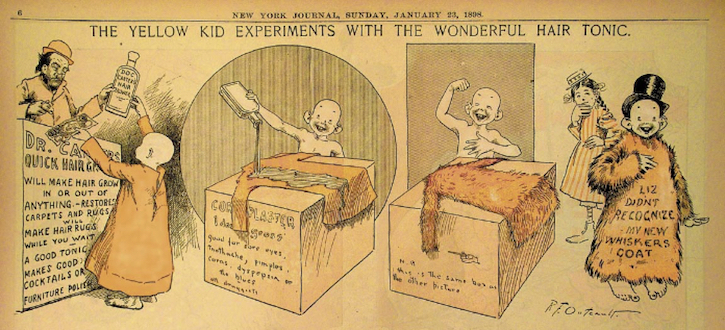 6
NEW YORK JOURNAL, SUNDAY, JANUARY 23, 1898.
THE YELLOW KID EXPERIMENTS WITH THE WONDERFUL HAIR TONIC.
DOC
CARTERS
HAIR
DR. CA
QUICK HAIR G
WILL MAKE HAIR GROW
IN OR OUT OF
ANYTHING.-RESTORES
CARPETS AND RUGS
WILL
MAKE HAIR RUGS
WHILE YOU WAIT
A GOOD TONIC
MAKES GOOD
COCKTAILS OR
FURNITURE POLISH
PLASTER
good for sore eyes
Toothache, pimples
corns dyspepsia or
the blues
all druggists
N.B
this is the same box as
the other picture
LIZ
DIDN'T
RECOGNIZE
MY NEW
WHISKERS
COAT
R.F. Outcault.